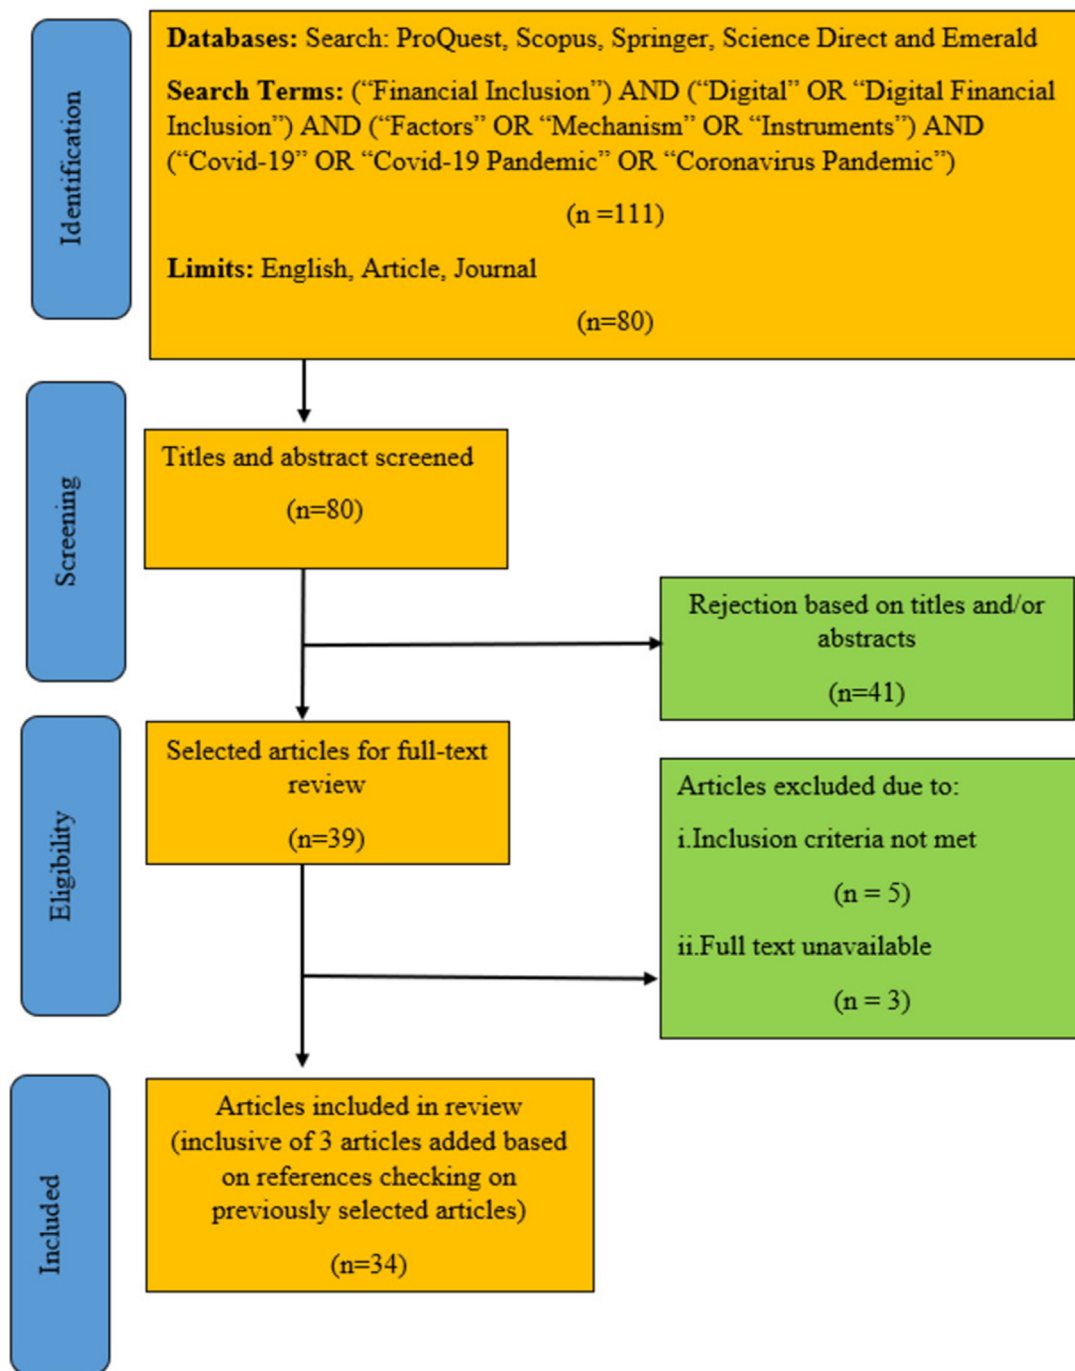 Identification
Databases: Search: ProQuest, Scopus, Springer, Science Direct and Emerald
Search Terms: (“Financial Inclusion”) AND (“Digital” OR “Digital Financial
Inclusion”) AND (“Factors” OR “Mechanism” OR “Instruments”) AND
(“Covid-19” OR “Covid-19 Pandemic” OR “Coronavirus Pandemic”)
(n =111)
Limits: English, Article, Journal
(n=80)
Screening
Titles and abstract screened
(n=80)
Rejection based on titles and/or
abstracts
(n=41)
Eligibility
Selected articles for full-text
review
(n=39)
Articles excluded due to:
i.Inclusion criteria not met
(n = 5)
ii.Full text unavailable
(n = 3)
Included
Articles included in review
(inclusive of 3 articles added based
on references checking on
previously selected articles)
(n=34)